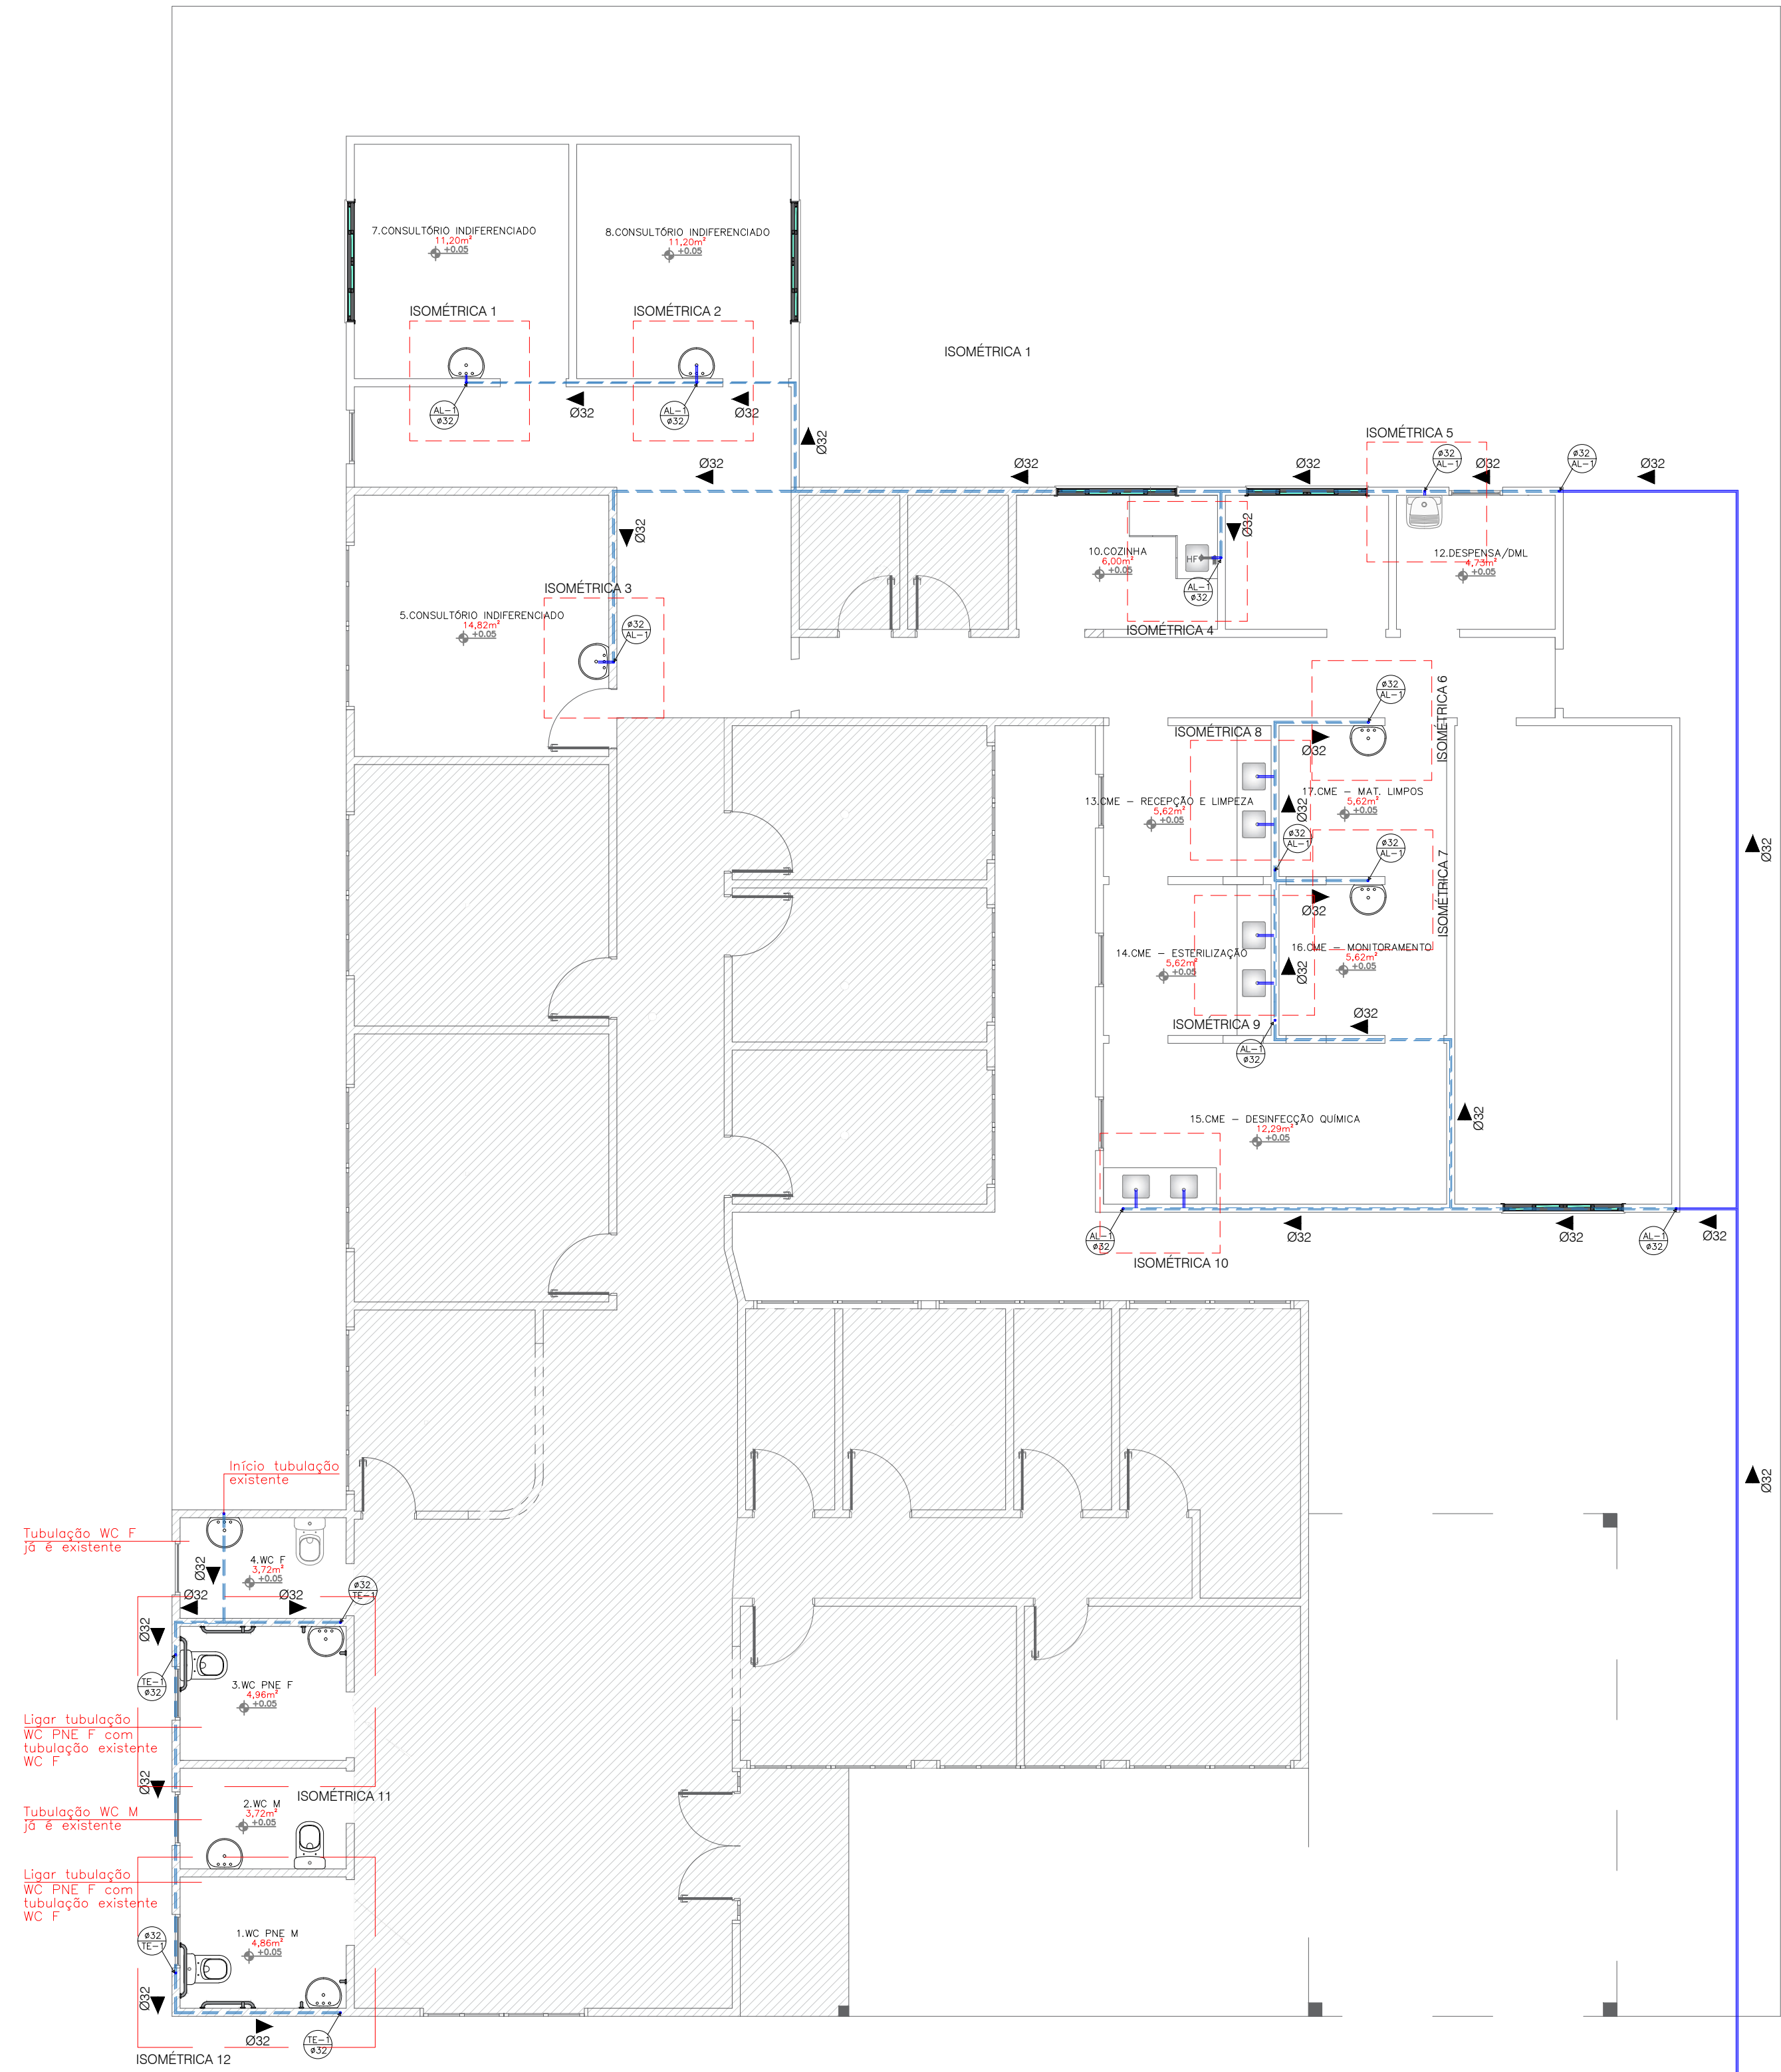 7.CONSULTÓRIO INDIFERENCIADO
11,20m²
+0.05
8.CONSULTÓRIO INDIFERENCIADO
11,20m²
+0.05
ISOMÉTRICA 1
ISOMÉTRICA 2
ISOMÉTRICA 1
AL-1
ø32
Ø32
AL-1
ø32
Ø32
Ø32
ISOMÉTRICA 5
Ø32
Ø32
Ø32
ø32
AL-1
Ø32
ø32
AL-1
Ø32
Ø32
Ø32
10.COZINHA
6,00m²
+0.05
HF
12.DESPENSA/DML
4,73m²
+0.05
AL-1
ø32
ISOMÉTRICA 3
5.CONSULTÓRIO INDIFERENCIADO
14,82m²
+0.05
ø32
AL-1
ISOMÉTRICA 4
ISOMÉTRICA 6
ø32
AL-1
ISOMÉTRICA 8
Ø32
17.CME - MAT. LIMPOS
5,62m²
+0.05
13.CME - RECEPÇÃO E LIMPEZA
5,62m²
+0.05
Ø32
ø32
AL-1
ø32
AL-1
Ø32
ISOMÉTRICA 7
Ø32
14.CME - ESTERILIZAÇÃO
5,62m²
+0.05
16.CME - MONITORAMENTO
5,62m²
+0.05
Ø32
ISOMÉTRICA 9
Ø32
AL-1
ø32
15.CME - DESINFECÇÃO QUÍMICA
12,29m²
+0.05
Ø32
AL-1
ø32
Ø32
Ø32
AL-1
ø32
Ø32
ISOMÉTRICA 10
Início tubulação
existente
Ø32
Tubulação WC F
já é existente
4.WC F
3,72m²
+0.05
Ø32
Ø32
Ø32
ø32
TE-1
Ø32
TE-1
ø32
3.WC PNE F
4,96m²
+0.05
Ligar tubulação
WC PNE F com
tubulação existente
WC F
Ø32
ISOMÉTRICA 11
2.WC M
3,72m²
+0.05
Tubulação WC M
já é existente
Ligar tubulação
WC PNE F com
tubulação existente
WC F
1.WC PNE M
4,86m²
+0.05
ø32
TE-1
Ø32
Ø32
TE-1
ø32
ISOMÉTRICA 12